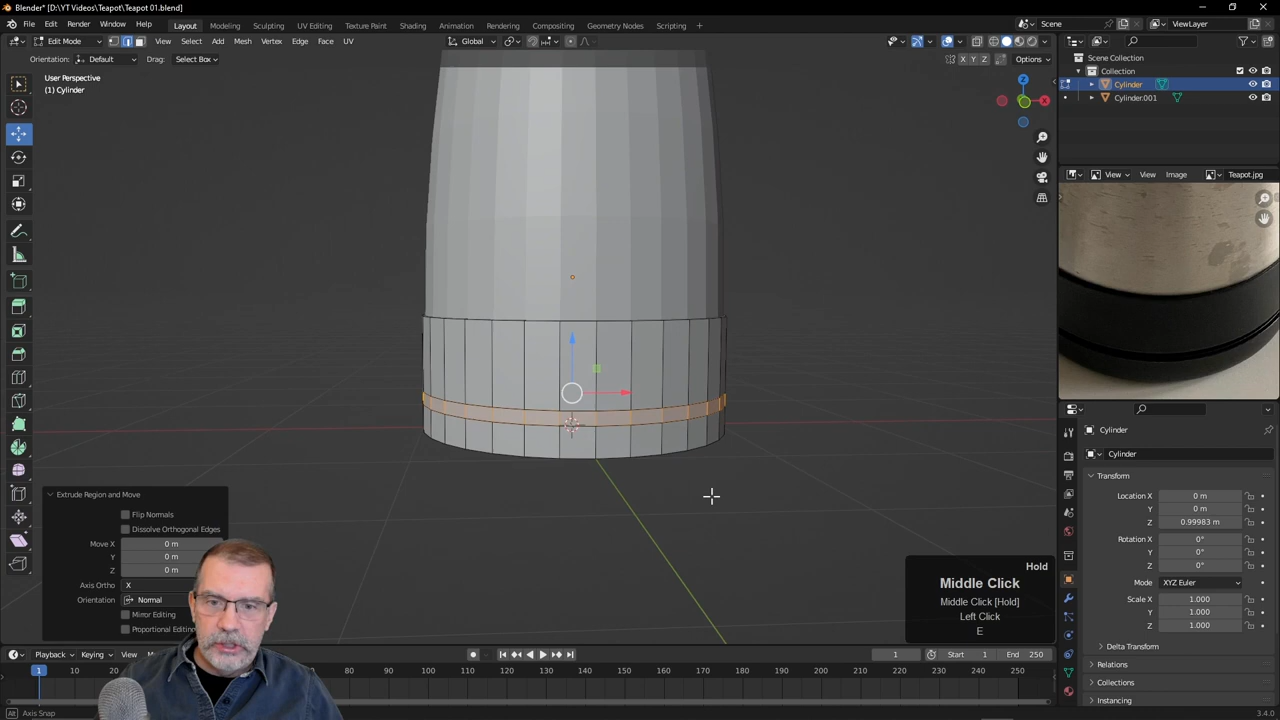 Blender* [D:\YT Videos\Teapot\Teapot 01.blend]
File Edit Render Window Help Layout Modeling Sculpting UV Editing Texture Paint Shading Animation Rendering Compositing Geometry Nodes Scripting + Scene ViewLayer
Edit Mode View Select Add Mesh Vertex Edge Face UV Global
Orientation: Default Drag: Select Box X Y Z Options
User Perspective
(1) Cylinder
Z
X
Scene Collection
Collection
Cylinder
Cylinder.001
View View Image Teapot.jpg
Cylinder
Cylinder
Transform
Location X 0 m
Y 0 m
Z 0.99983 m
Rotation X 0°
Y 0°
Z 0°
Mode XYZ Euler
Scale X 1.000
Y 1.000
Z 1.000
Delta Transform
Relations
Collections
Instancing
Extrude Region and Move
Flip Normals
Dissolve Orthogonal Edges
Move X 0 m
Y 0 m
Z 0 m
Axis Ortho X
Orientation Normal
Mirror Editing
Proportional Editing
Hold
Middle Click
Middle Click [Hold]
Left Click
E
Playback Keying View 1 Start 1 End 250
1 10 20 100 110 120 130 140 150 160 170 180 190 200 210 220 230 240 250
Alt Axis Snap 3.4.0